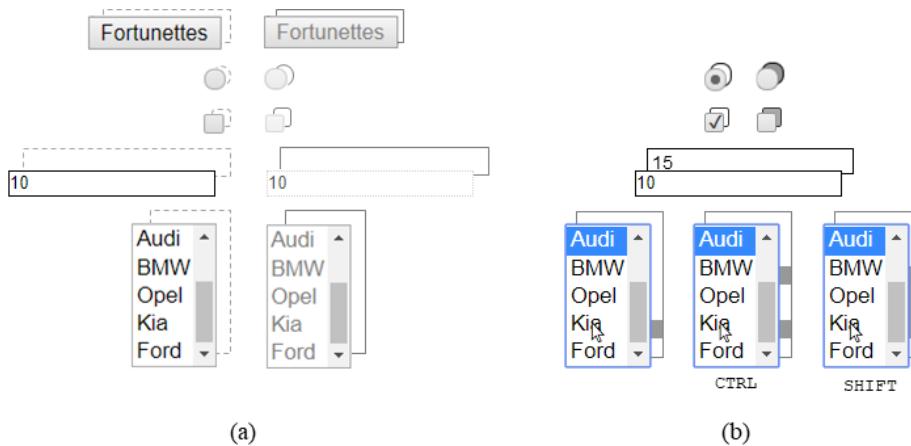 Fortunettes Fortunettes
15
10 10 10
Audi Audi Audi Audi Audi
BMW BMW BMW BMW BMW
Opel Opel Opel Opel Opel
Kia Kia Kia Kia Kia
Ford Ford Ford Ford Ford
CTRL SHIFT
(a) (b)